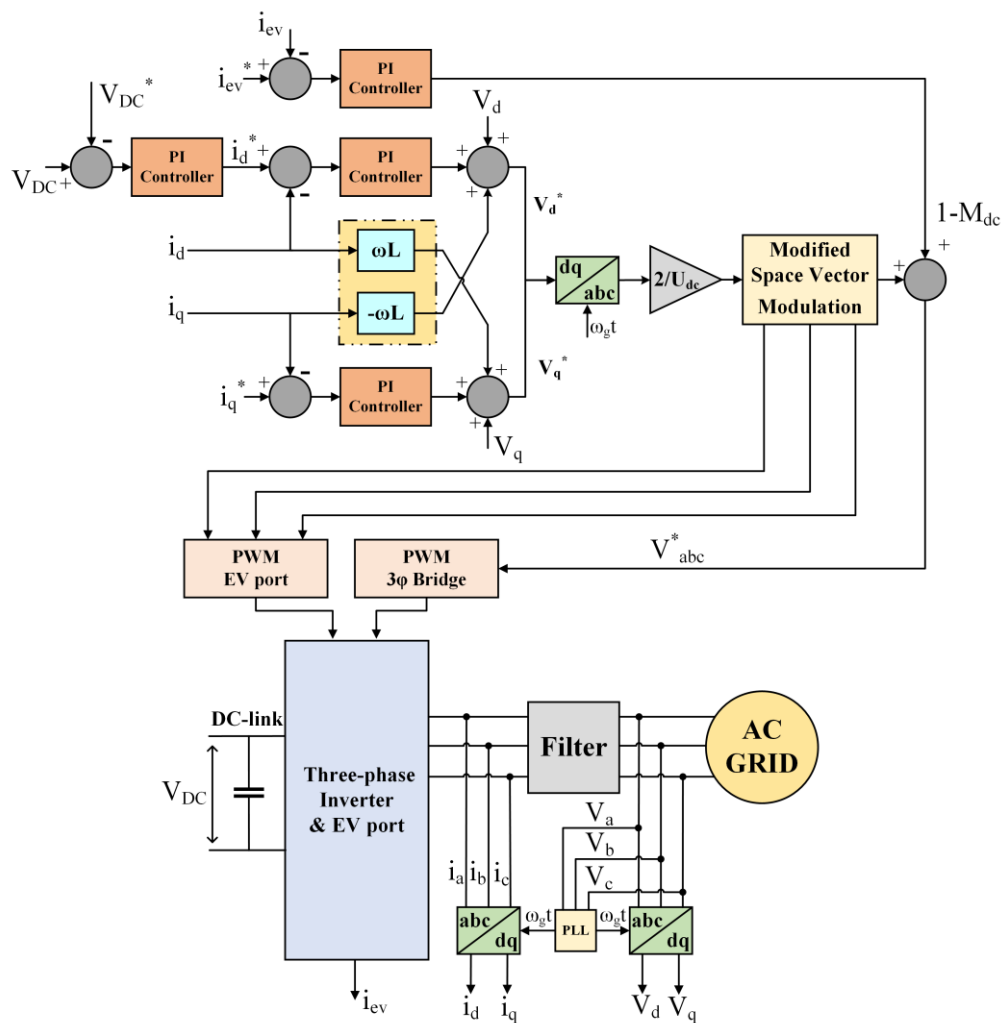 i_ev
-
+
i_ev*
PI
Controller
V_DC*
-
V_DC
+
PI
Controller
i_d*
+
-
PI
Controller
V_d
+
+
+
V_d*
1-M_dc
i_d
ωL
i_q
-ωL
dq
abc
ω_gt
2/U_dc
Modified
Space Vector
Modulation
+
+
V_q*
i_q*
+
-
PI
Controller
+
+
+
V_q
PWM
EV port
PWM
3φ Bridge
V*_abc
DC-link
V_DC
Three-phase
Inverter
& EV port
Filter
AC
GRID
V_a
V_b
V_c
i_a
i_b
i_c
abc
dq
ω_gt
PLL
ω_gt
abc
dq
i_ev
i_d
i_q
V_d
V_q